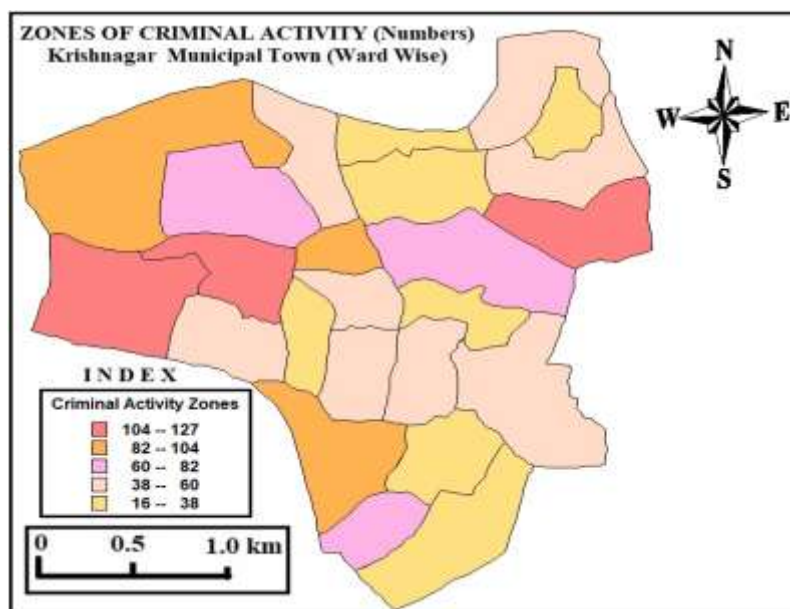 ZONES OF CRIMINAL ACTIVITY (Numbers)
Krishnagar Municipal Town (Ward Wise)
N
W E
S
I N D E X
Criminal Activity Zones
104 -- 127
82 -- 104
60 -- 82
38 -- 60
16 -- 38
0 0.5 1.0 km